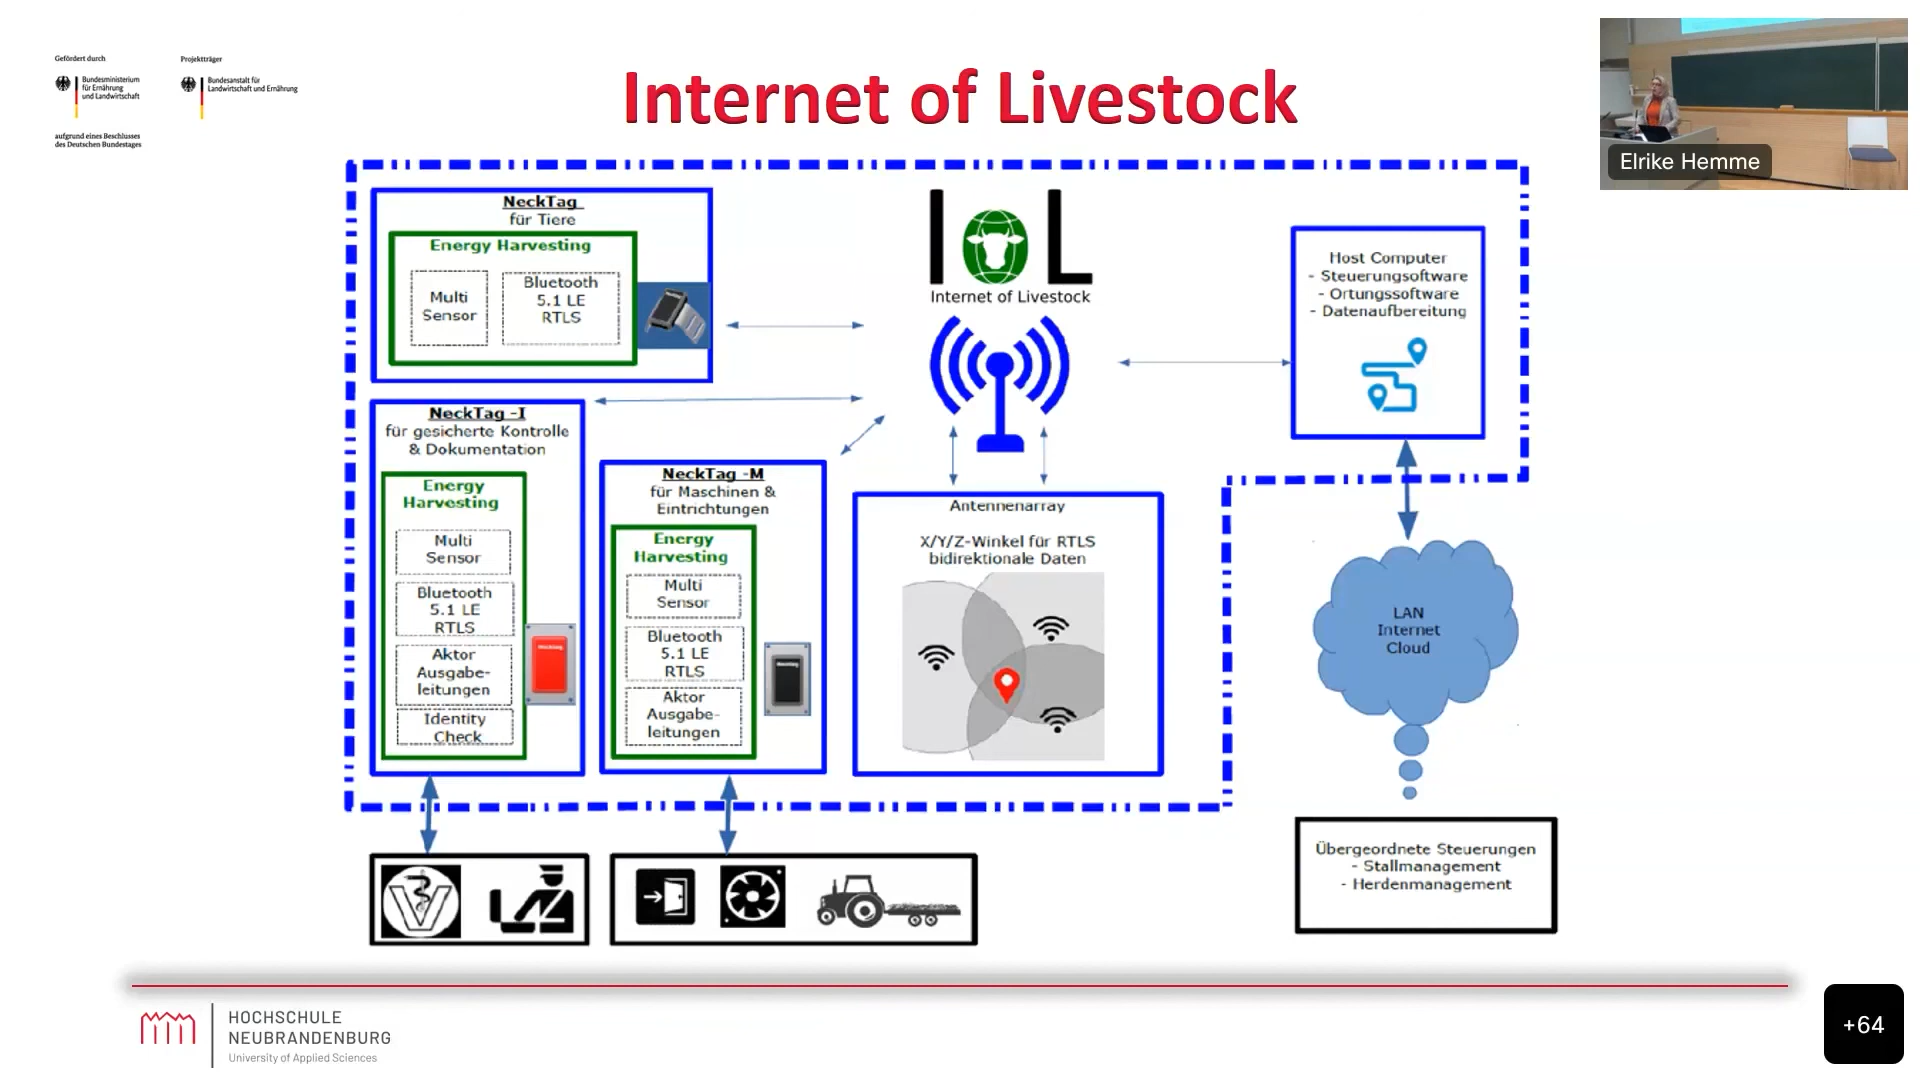 Gefördert durch
Bundesministerium
für Ernährung
und Landwirtschaft
aufgrund eines Beschlusses
des Deutschen Bundestages
Projektträger
Bundesanstalt für
Landwirtschaft und Ernährung
Internet of Livestock
Elrike Hemme
NeckTag
für Tiere
Energy Harvesting
Multi
Sensor
Bluetooth
5.1 LE
RTLS
I L
Internet of Livestock
Host Computer
- Steuerungsoftware
- Ortungssoftware
- Datenaufbereitung
NeckTag -I
für gesicherte Kontrolle
& Dokumentation
Energy
Harvesting
Multi
Sensor
Bluetooth
5.1 LE
RTLS
Aktor
Ausgabe-
leitungen
Identity
Check
NeckTag -M
für Maschinen &
Eintrichtungen
Energy
Harvesting
Multi
Sensor
Bluetooth
5.1 LE
RTLS
Aktor
Ausgabe-
leitungen
Antennenarray
X/Y/Z-Winkel für RTLS
bidirektionale Daten
LAN
Internet
Cloud
Übergeordnete Steuerungen
- Stallmanagement
- Herdenmanagement
V
HOCHSCHULE
NEUBRANDENBURG
University of Applied Sciences
+64